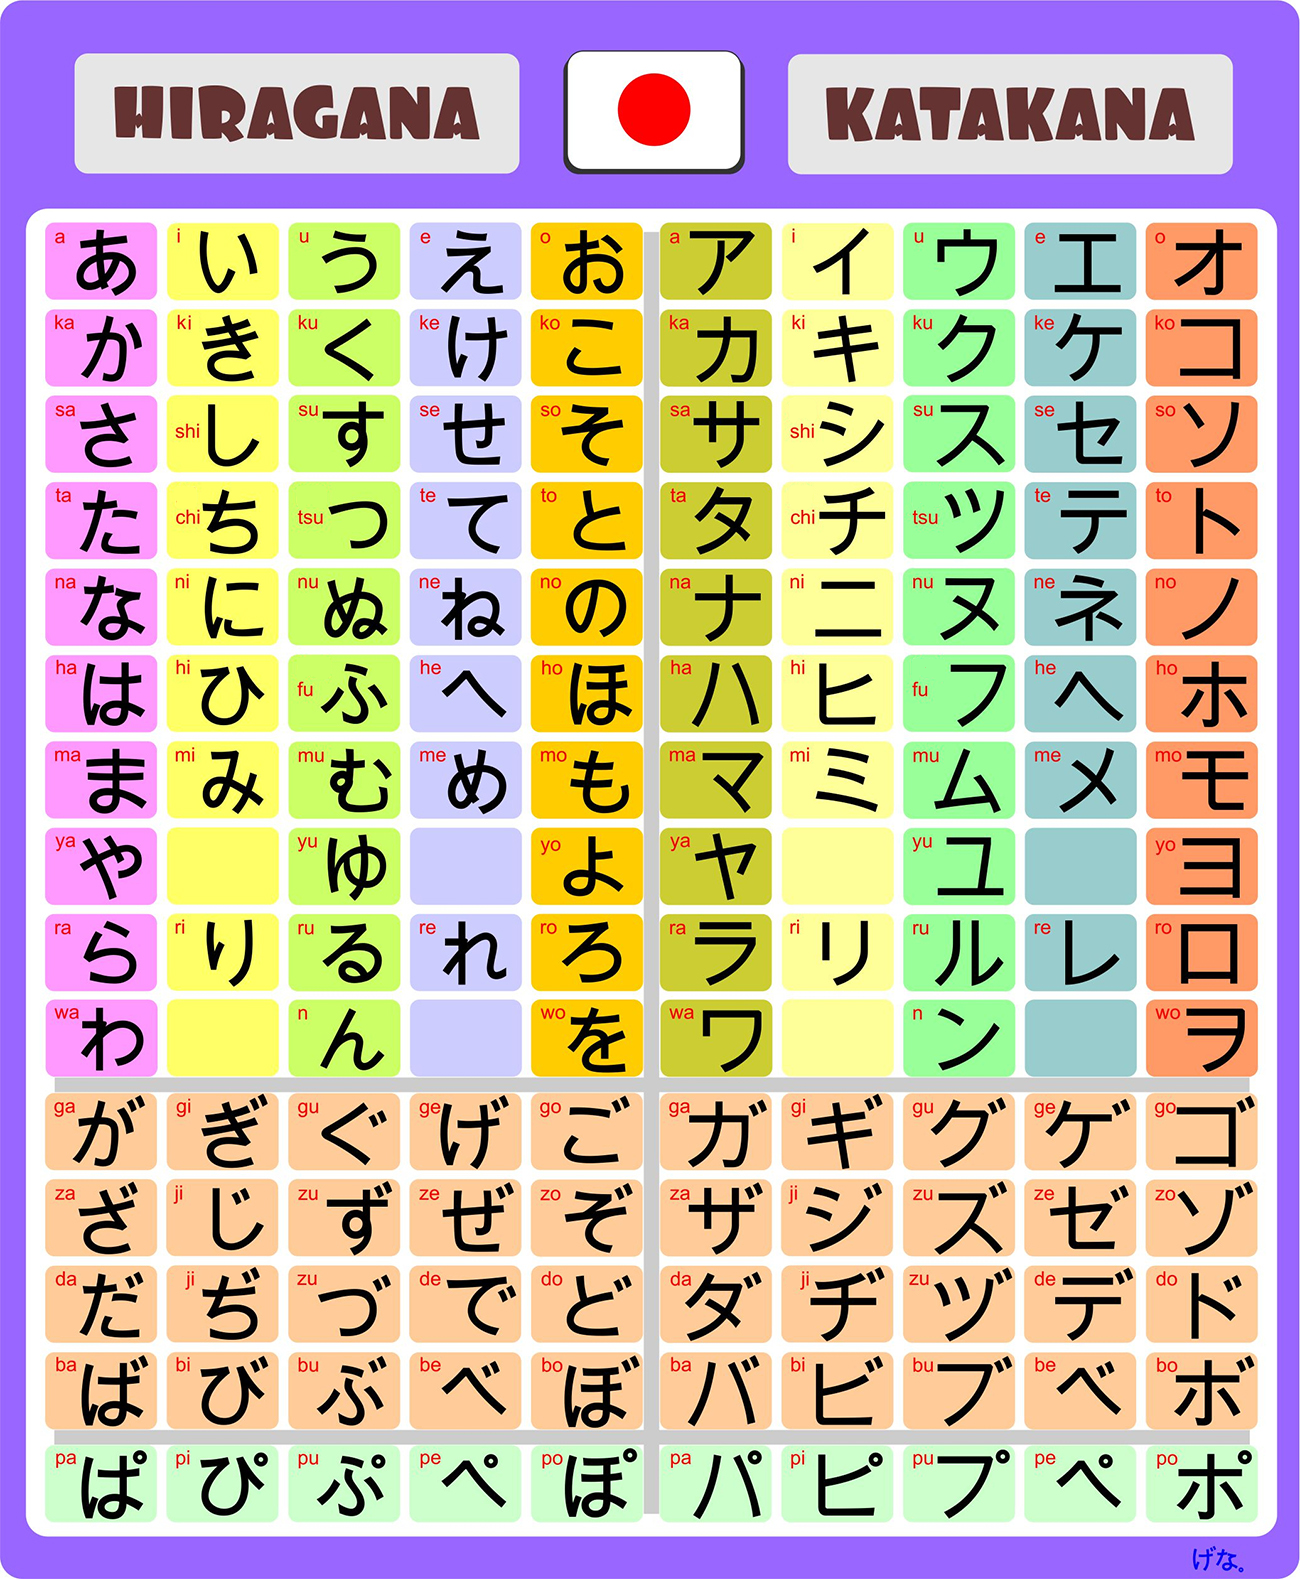 HIRAGANA KATAKANA
a あ i い u う e え o お a ア i イ u ウ e エ o オ
ka か ki き ku く ke け ko こ ka カ ki キ ku ク ke ケ ko コ
sa さ shi し su す se せ so そ sa サ shi シ su ス se セ so ソ
ta た chi ち tsu つ te て to と ta タ chi チ tsu ツ te テ to ト
na な ni に nu ぬ ne ね no の na ナ ni ニ nu ヌ ne ネ no ノ
ha は hi ひ fu ふ he へ ho ほ ha ハ hi ヒ fu フ he ヘ ho ホ
ma ま mi み mu む me め mo も ma マ mi ミ mu ム me メ mo モ
ya や yu ゆ yo よ ya ヤ yu ユ yo ヨ
ra ら ri り ru る re れ ro ろ ra ラ ri リ ru ル re レ ro ロ
wa わ n ん wo を wa ワ n ン wo ヲ
ga が gi ぎ gu ぐ ge げ go ご ga ガ gi ギ gu グ ge ゲ go ゴ
za ざ ji じ zu ず ze ぜ zo ぞ za ザ ji ジ zu ズ ze ゼ zo ゾ
da だ ji ぢ zu づ de で do ど da ダ ji ヂ zu ヅ de デ do ド
ba ば bi び bu ぶ be べ bo ぼ ba バ bi ビ bu ブ be ベ bo ボ
pa ぱ pi ぴ pu ぷ pe ぺ po ぽ pa パ pi ピ pu プ pe ペ po ポ
げな。